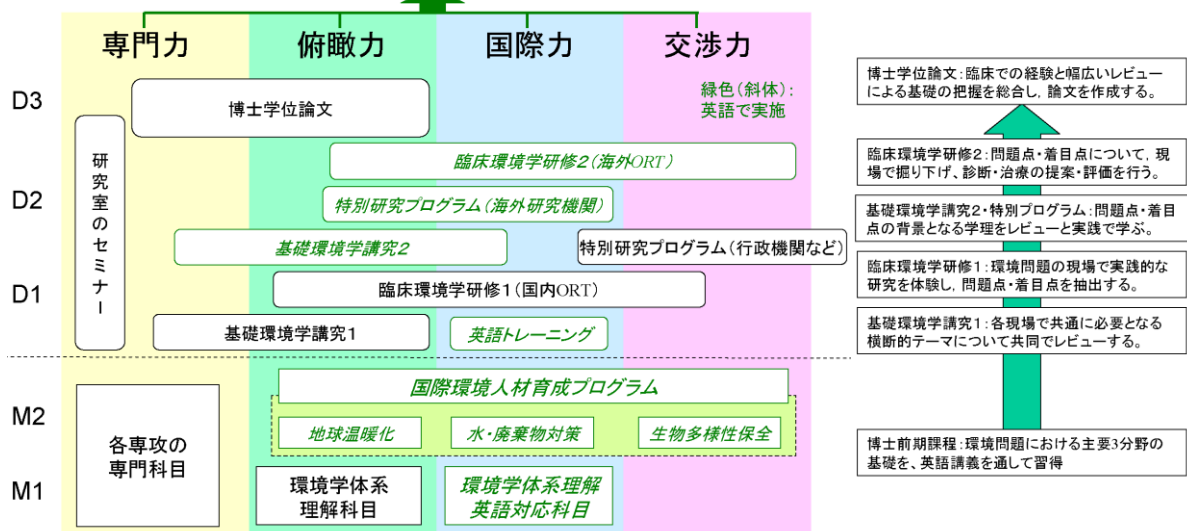 専門力
俯瞰力
国際力
交渉力
D3
博士学位論文
緑色(斜体):
英語で実施
研究室のセミナー
臨床環境学研修2(海外ORT)
D2
特別研究プログラム(海外研究機関)
基礎環境学講究2
特別研究プログラム(行政機関など)
D1
臨床環境学研修1(国内ORT)
基礎環境学講究1
英語トレーニング
国際環境人材育成プログラム
M2
各専攻の
専門科目
地球温暖化
水・廃棄物対策
生物多様性保全
M1
環境学体系
理解科目
環境学体系理解
英語対応科目
博士学位論文:臨床での経験と幅広いレビュー
による基礎の把握を総合し,論文を作成する。
臨床環境学研修2:問題点・着目点について,現
場で掘り下げ、診断・治療の提案・評価を行う。
基礎環境学講究2・特別プログラム:問題点・着目
点の背景となる学理をレビューと実践で学ぶ。
臨床環境学研修1:環境問題の現場で実践的な
研究を体験し,問題点・着目点を抽出する。
基礎環境学講究1:各現場で共通に必要となる
横断的テーマについて共同でレビューする。
博士前期課程:環境問題における主要3分野の
基礎を、英語講義を通して習得